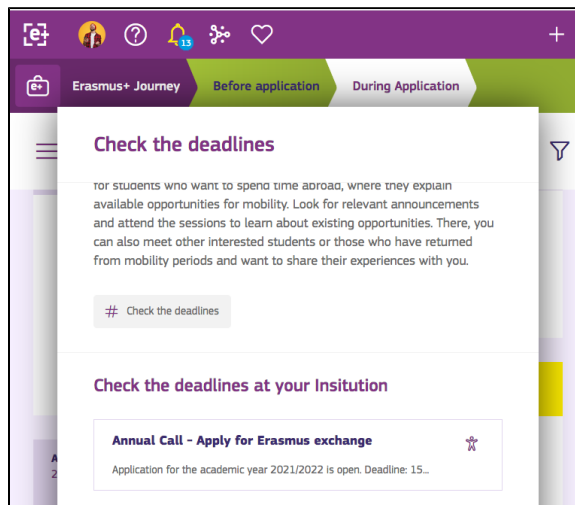 e+
13
e+
Erasmus+ Journey
Before application
During Application
Check the deadlines
for students who want to spend time abroad, where they explain
available opportunities for mobility. Look for relevant announcements
and attend the sessions to learn about existing opportunities. There, you
can also meet other interested students or those who have returned
from mobility periods and want to share their experiences with you.
# Check the deadlines
Check the deadlines at your Insitution
Annual Call - Apply for Erasmus exchange
Application for the academic year 2021/2022 is open. Deadline: 15...
A
2